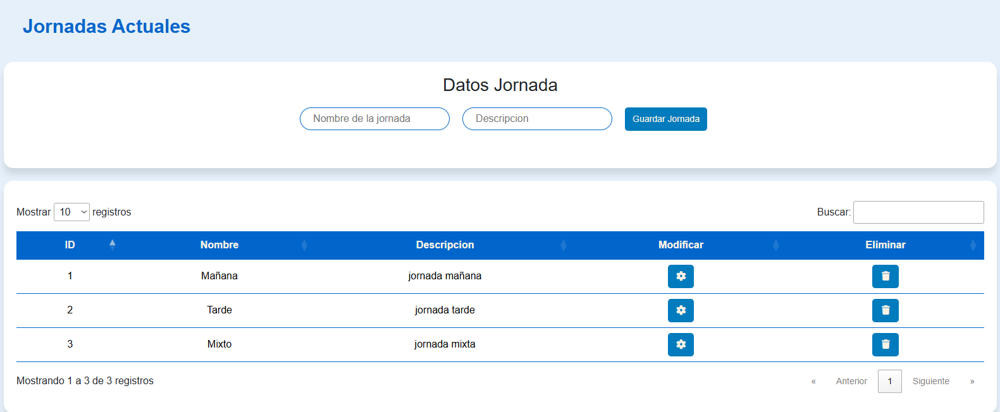 Jornadas Actuales
Datos Jornada
Nombre de la jornada Descripcion Guardar Jornada
Mostrar 10 registros Buscar:
ID Nombre Descripcion Modificar Eliminar
1 Mañana jornada mañana
2 Tarde jornada tarde
3 Mixto jornada mixta
Mostrando 1 a 3 de 3 registros « Anterior 1 Siguiente »